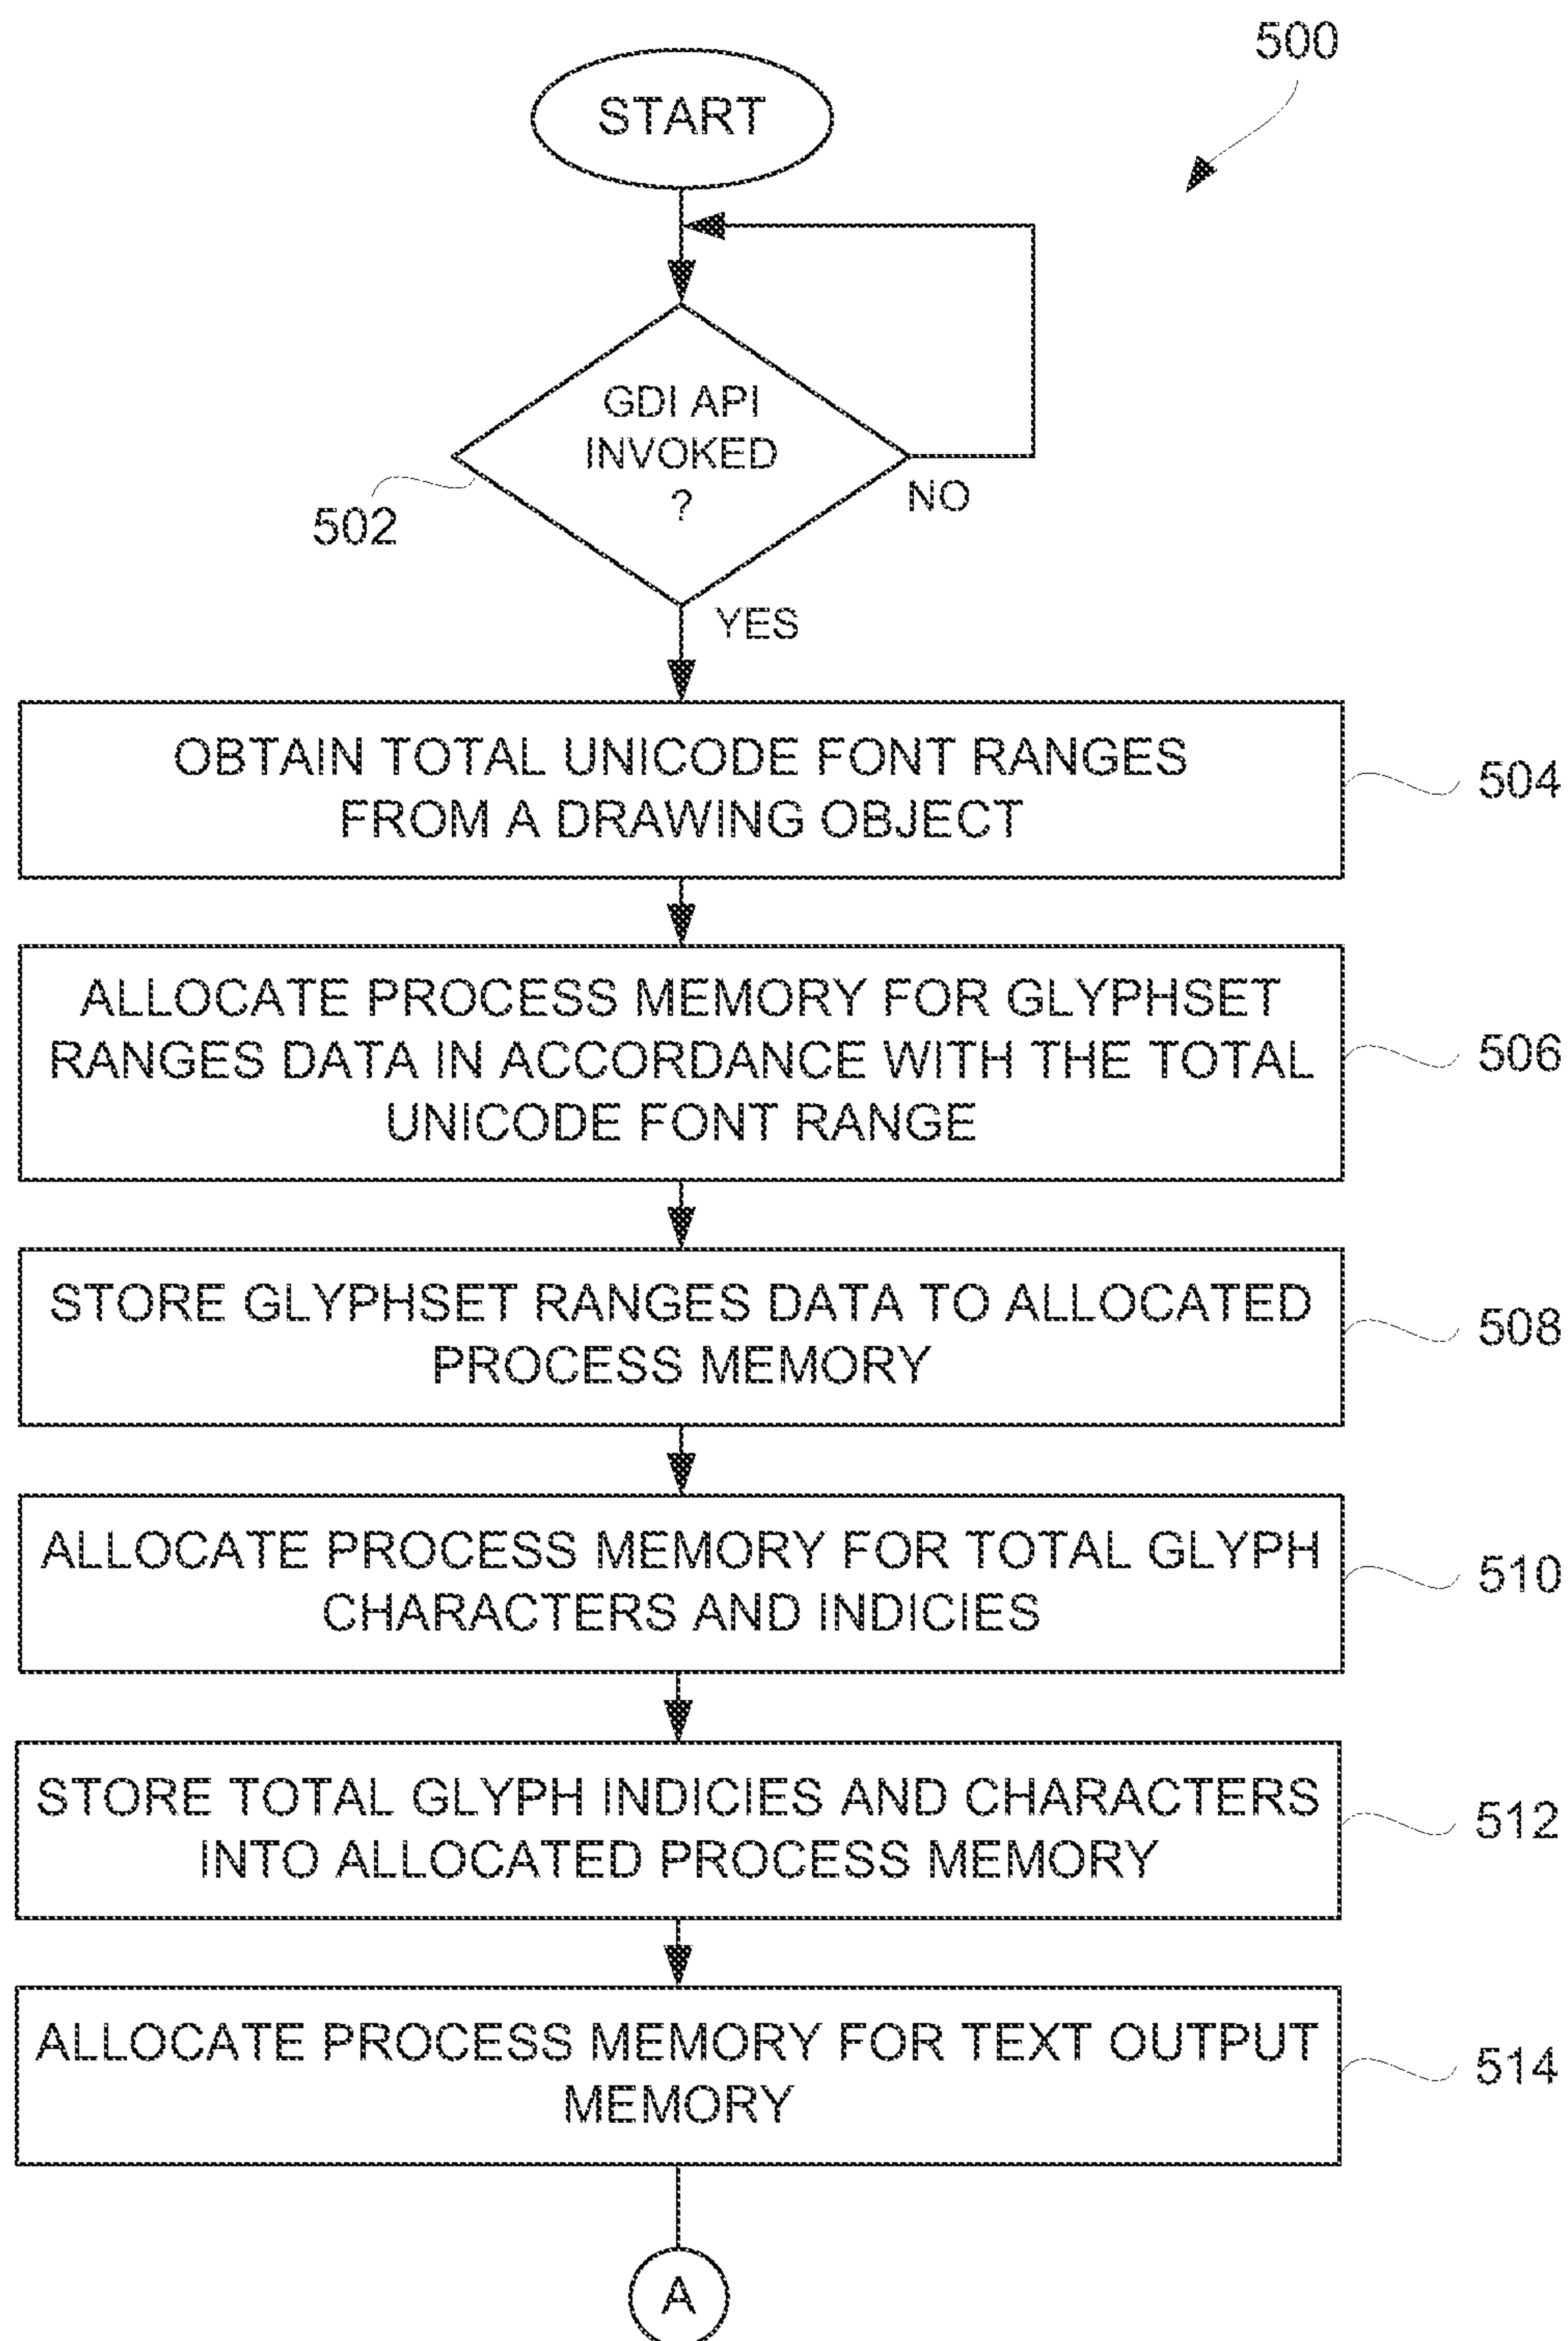 500
START
GDI API
INVOKED
?
NO
502
YES
OBTAIN TOTAL UNICODE FONT RANGES
FROM A DRAWING OBJECT
504
ALLOCATE PROCESS MEMORY FOR GLYPHSET
RANGES DATA IN ACCORDANCE WITH THE TOTAL
UNICODE FONT RANGE
506
STORE GLYPHSET RANGES DATA TO ALLOCATED
PROCESS MEMORY
508
ALLOCATE PROCESS MEMORY FOR TOTAL GLYPH
CHARACTERS AND INDICIES
510
STORE TOTAL GLYPH INDICIES AND CHARACTERS
INTO ALLOCATED PROCESS MEMORY
512
ALLOCATE PROCESS MEMORY FOR TEXT OUTPUT
MEMORY
514
A